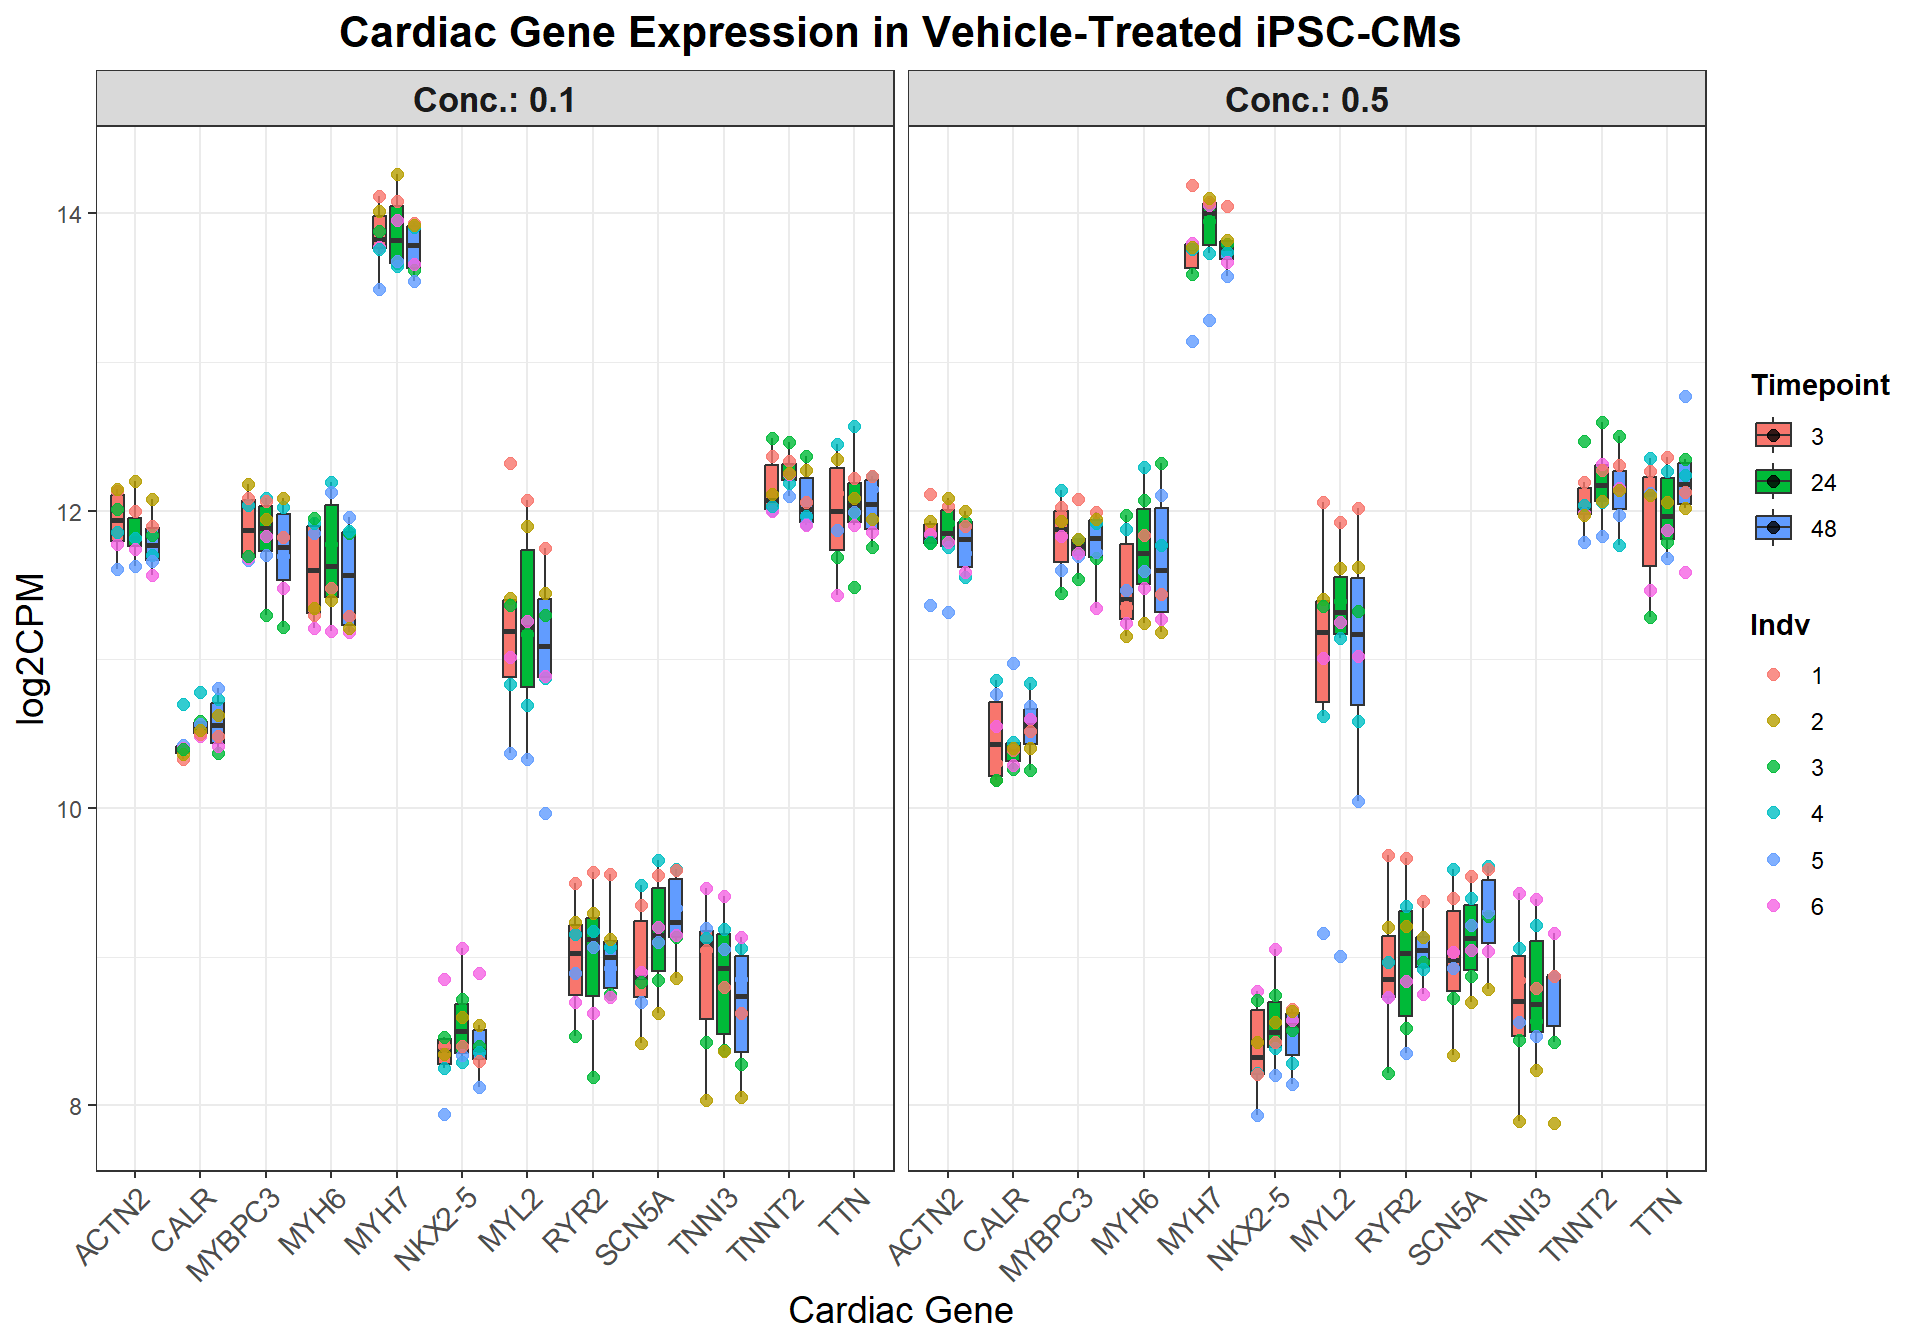 Cardiac Gene Expression in Vehicle-Treated iPSC-CMs
Conc.: 0.1
Conc.: 0.5
log2CPM
14
12
10
8
ACTN2
CALR
MYBPC3
MYH6
MYH7
NKX2-5
MYL2
RYR2
SCN5A
TNNI3
TNNT2
TTN
ACTN2
CALR
MYBPC3
MYH6
MYH7
NKX2-5
MYL2
RYR2
SCN5A
TNNI3
TNNT2
TTN
Cardiac Gene
Timepoint
3
24
48
Indv
1
2
3
4
5
6